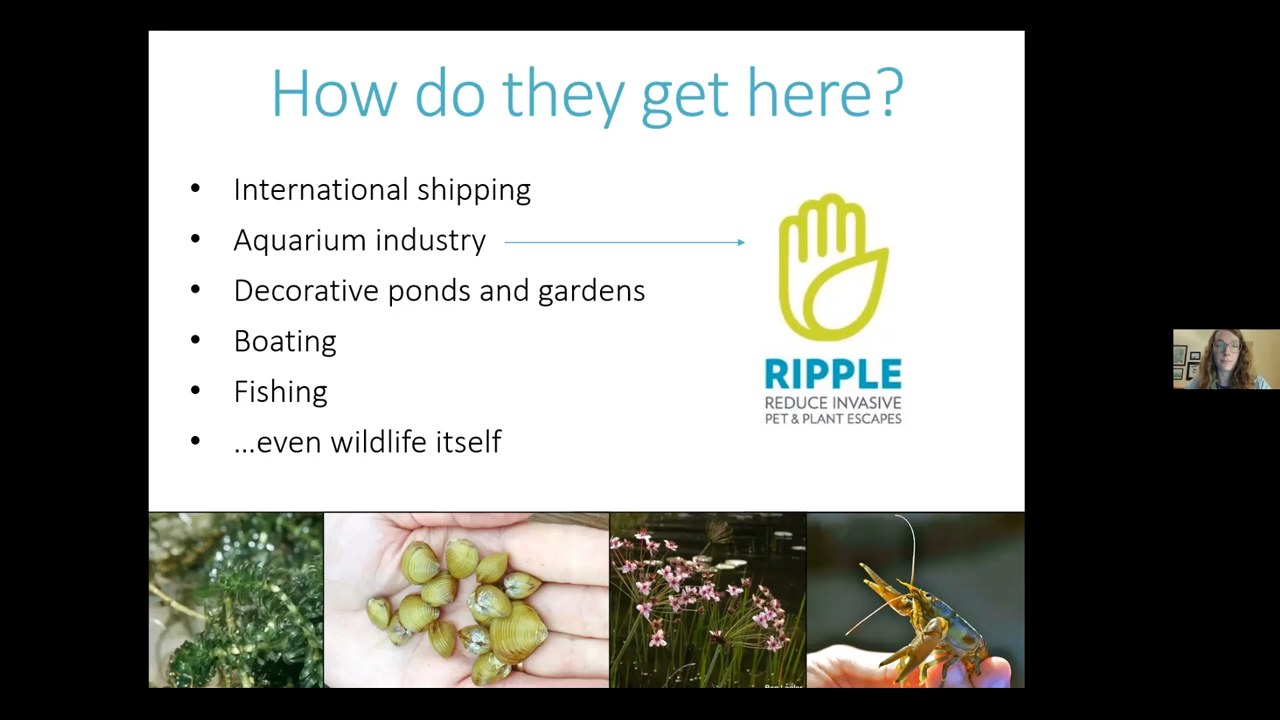 How do they get here?
• International shipping
• Aquarium industry
• Decorative ponds and gardens
• Boating
• Fishing
• ...even wildlife itself
RIPPLE
REDUCE INVASIVE
PET & PLANT ESCAPES